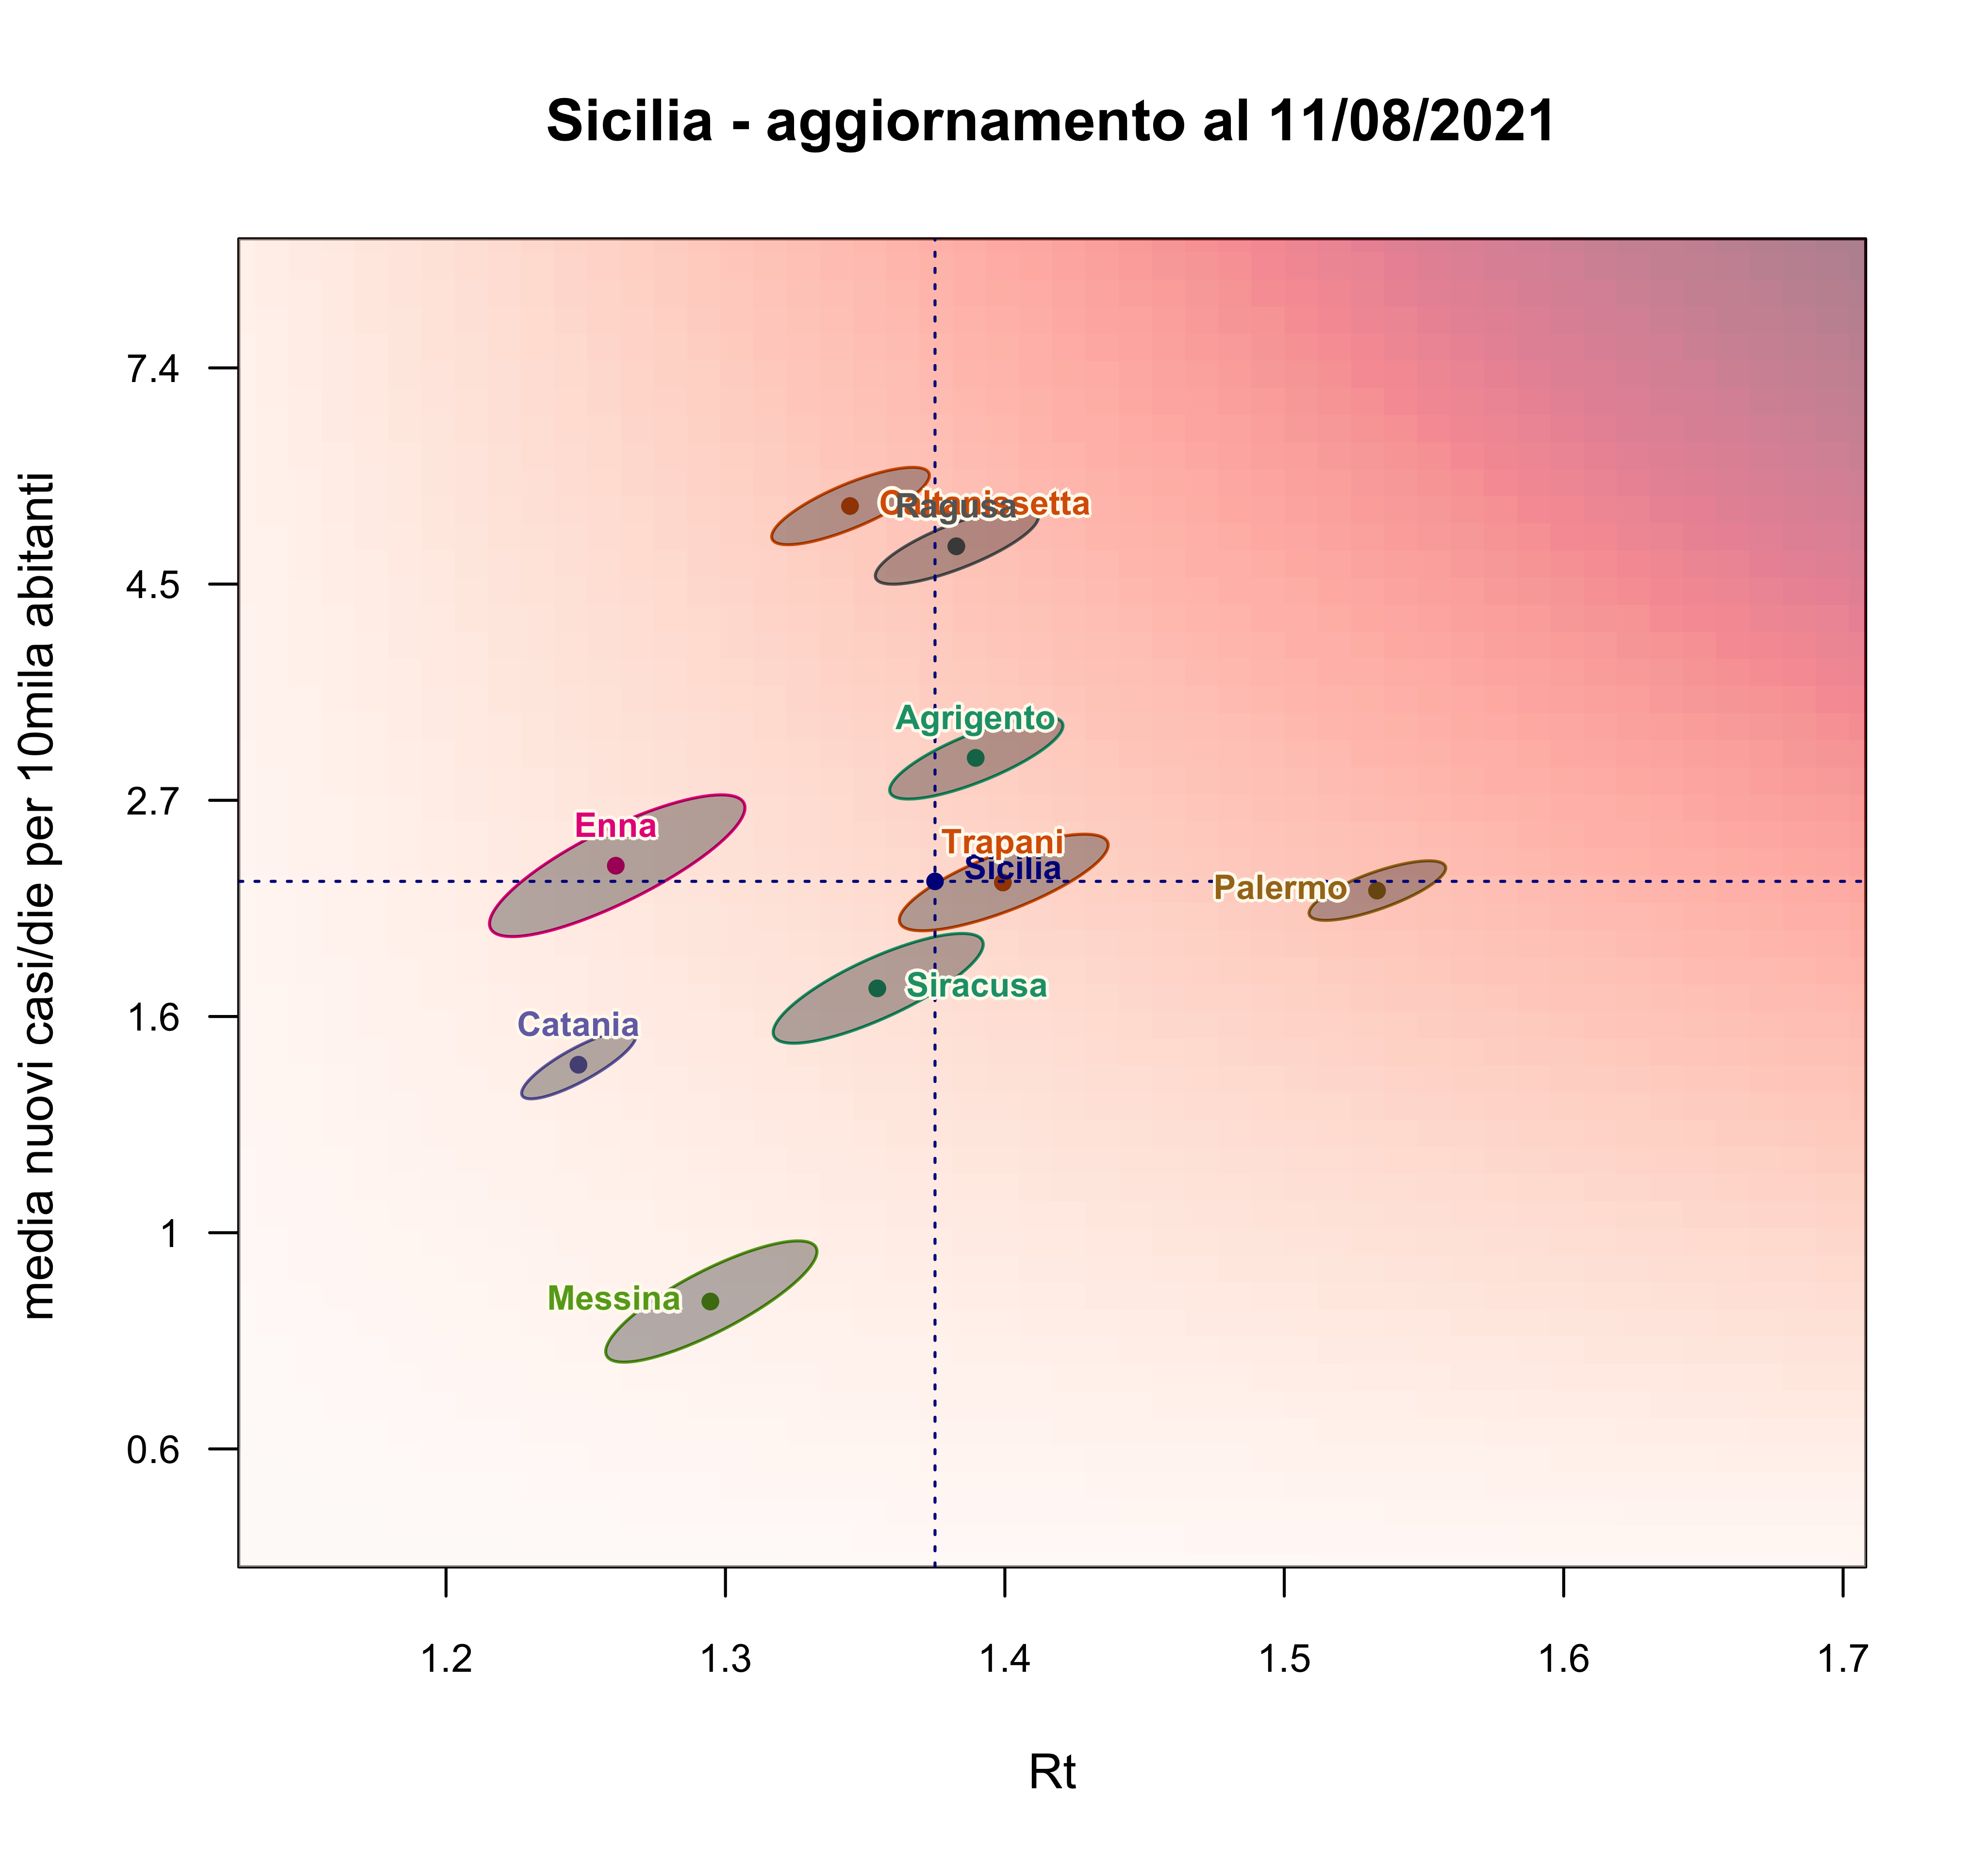 Sicilia - aggiornamento al 11/08/2021
media nuovi casi/die per 10mila abitanti
7.4
4.5
2.7
1.6
1
0.6
Caltanissetta
Ragusa
Agrigento
Enna
Trapani
Sicilia
Palermo
Siracusa
Catania
Messina
1.2 1.3 1.4 1.5 1.6 1.7
Rt